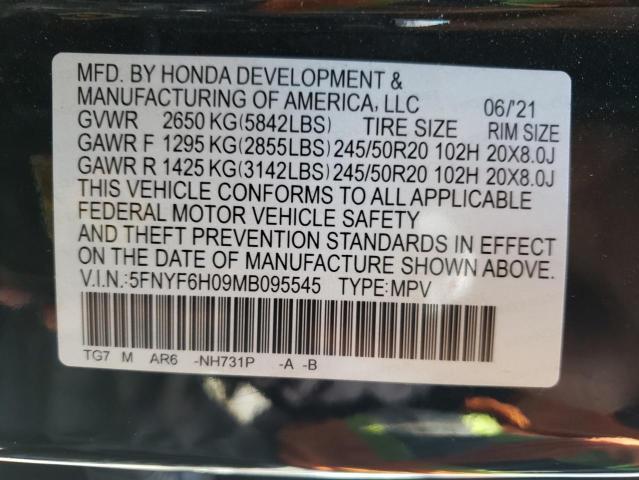 MFD. BY HONDA DEVELOPMENT &
MANUFACTURING OF AMERICA, LLC 06/'21
GVWR 2650 KG(5842LBS) TIRE SIZE RIM SIZE
GAWR F 1295 KG(2855LBS) 245/50R20 102H 20X8.0J
GAWR R 1425 KG(3142LBS) 245/50R20 102H 20X8.0J
THIS VEHICLE CONFORMS TO ALL APPLICABLE
FEDERAL MOTOR VEHICLE SAFETY
AND THEFT PREVENTION STANDARDS IN EFFECT
ON THE DATE OF MANUFACTURE SHOWN ABOVE.
V.I.N.:5FNYF6H09MB095545 TYPE:MPV
TG7 M AR6 -NH731P -A -B